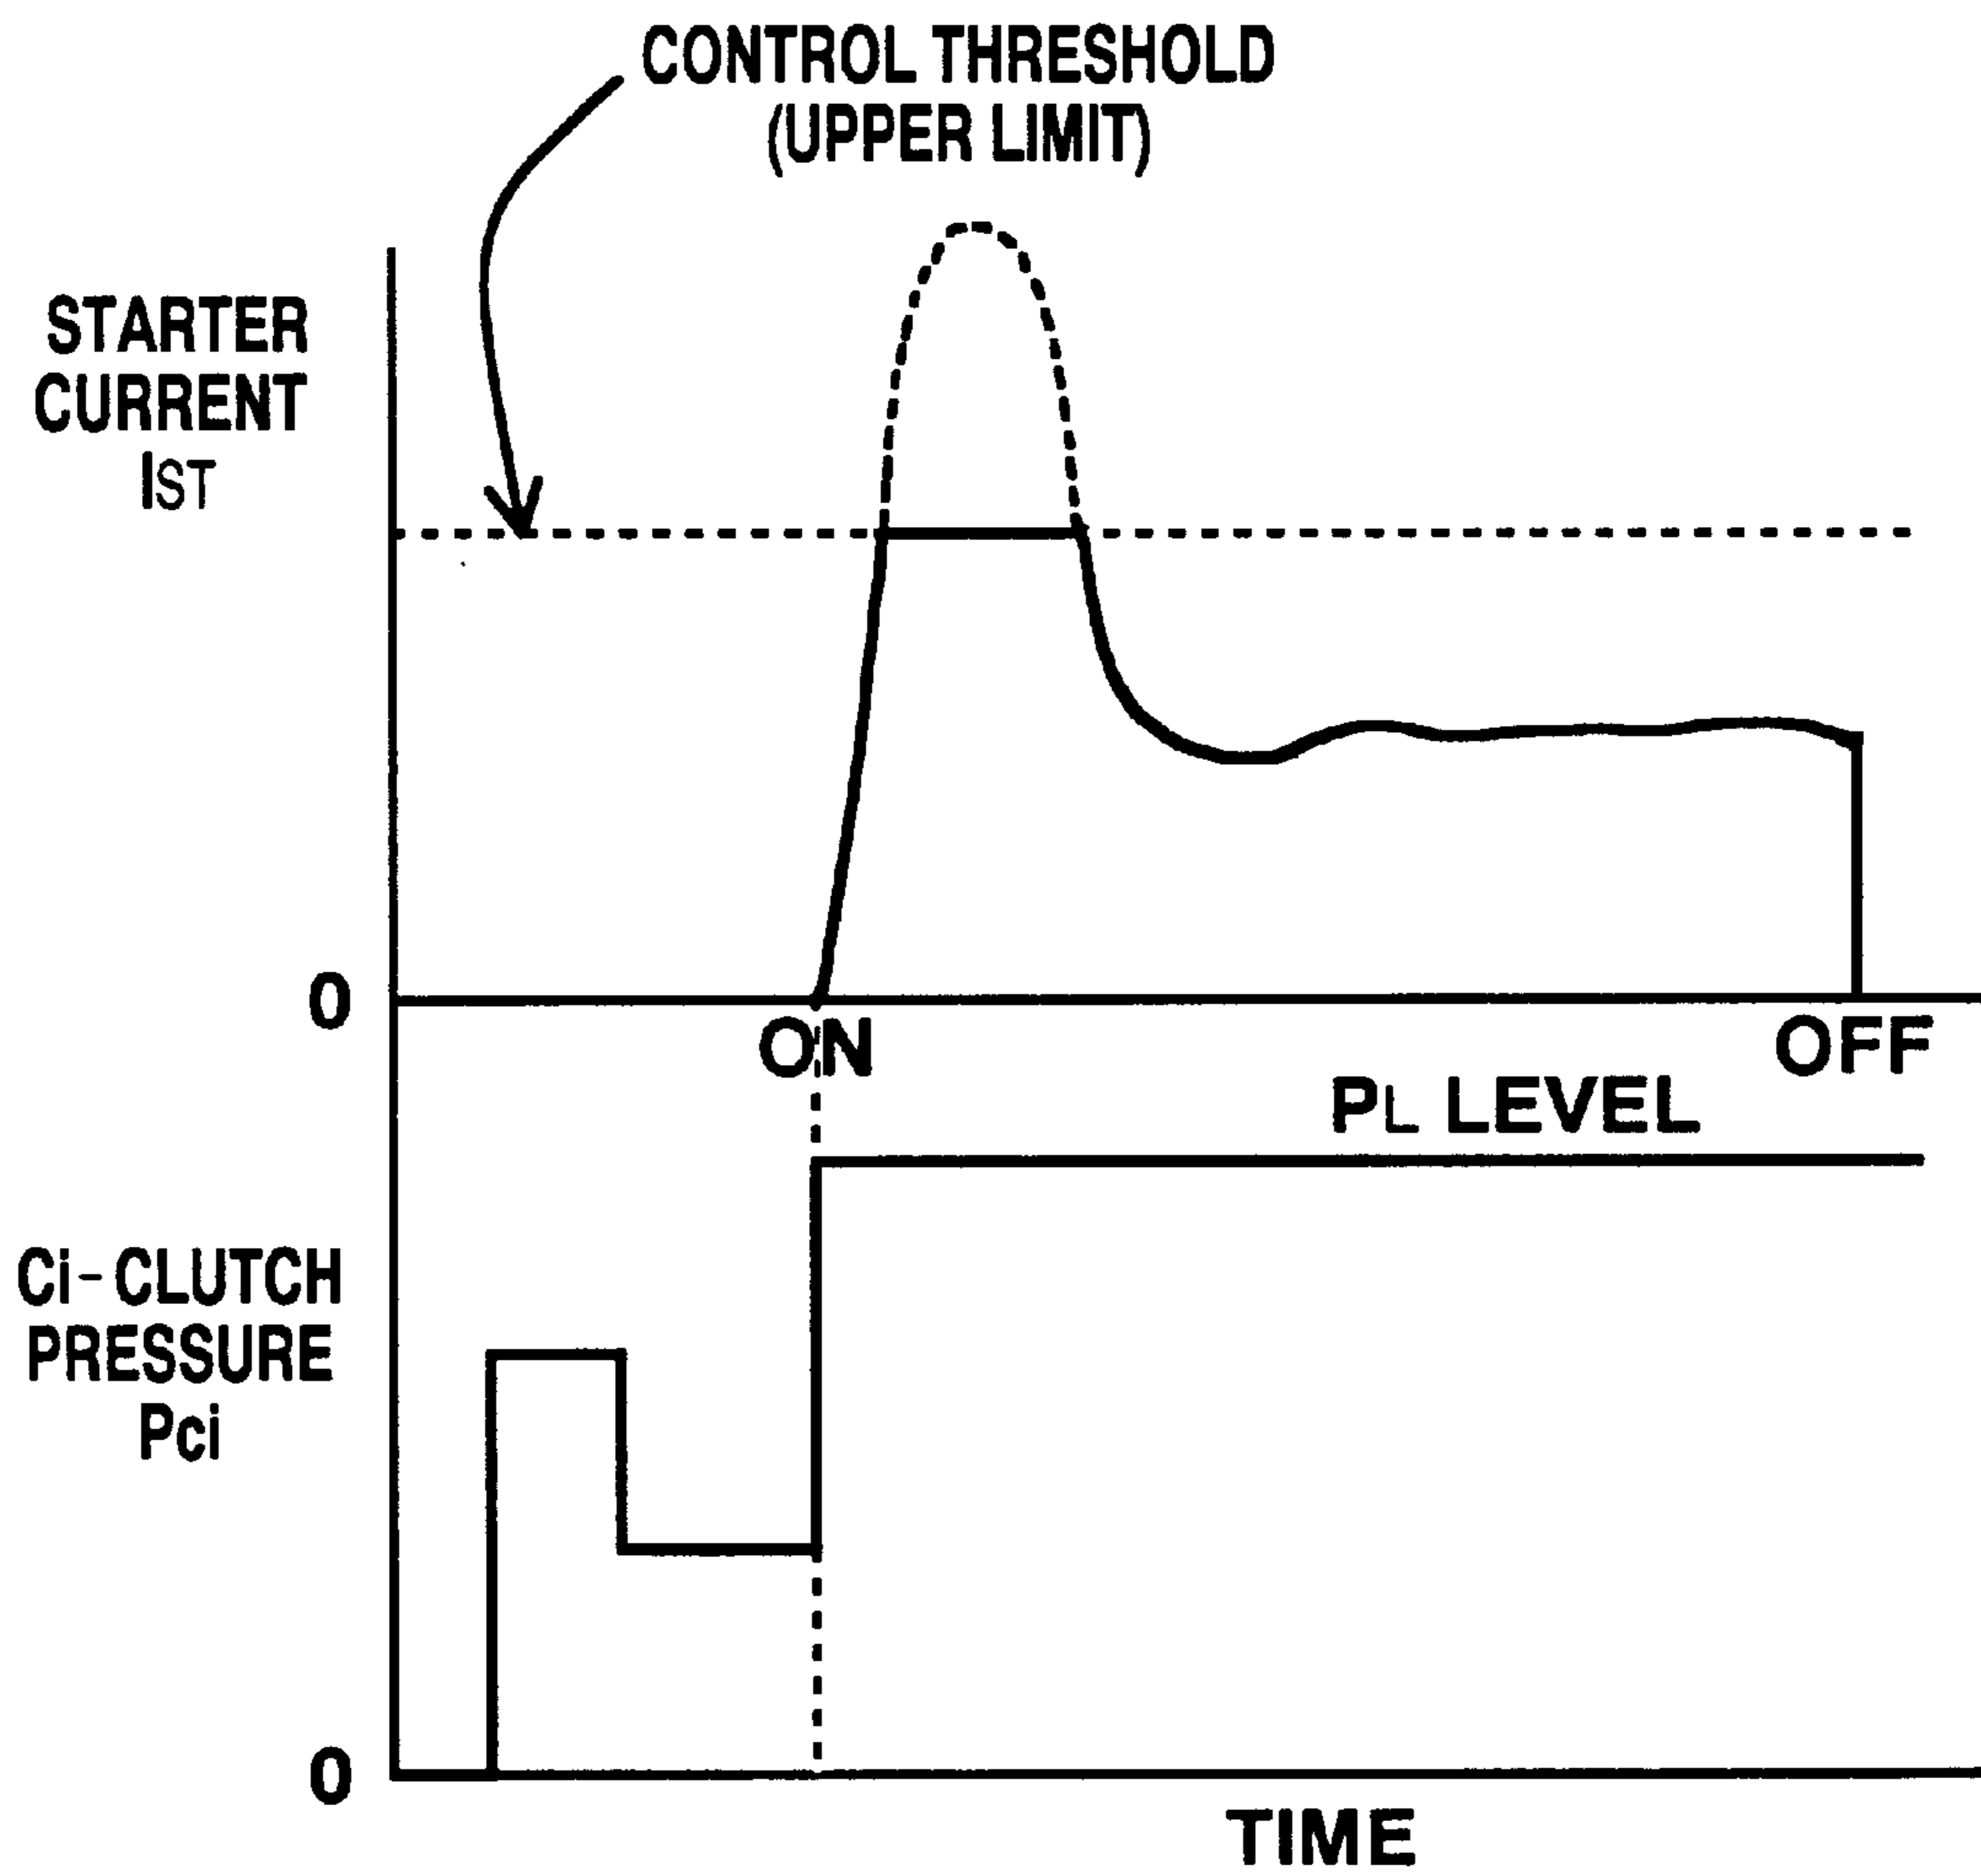 CONTROL THRESHOLD
(UPPER LIMIT)
STARTER
CURRENT
IST
0
ON
OFF
PL LEVEL
Ci-CLUTCH
PRESSURE
Pci
0
TIME